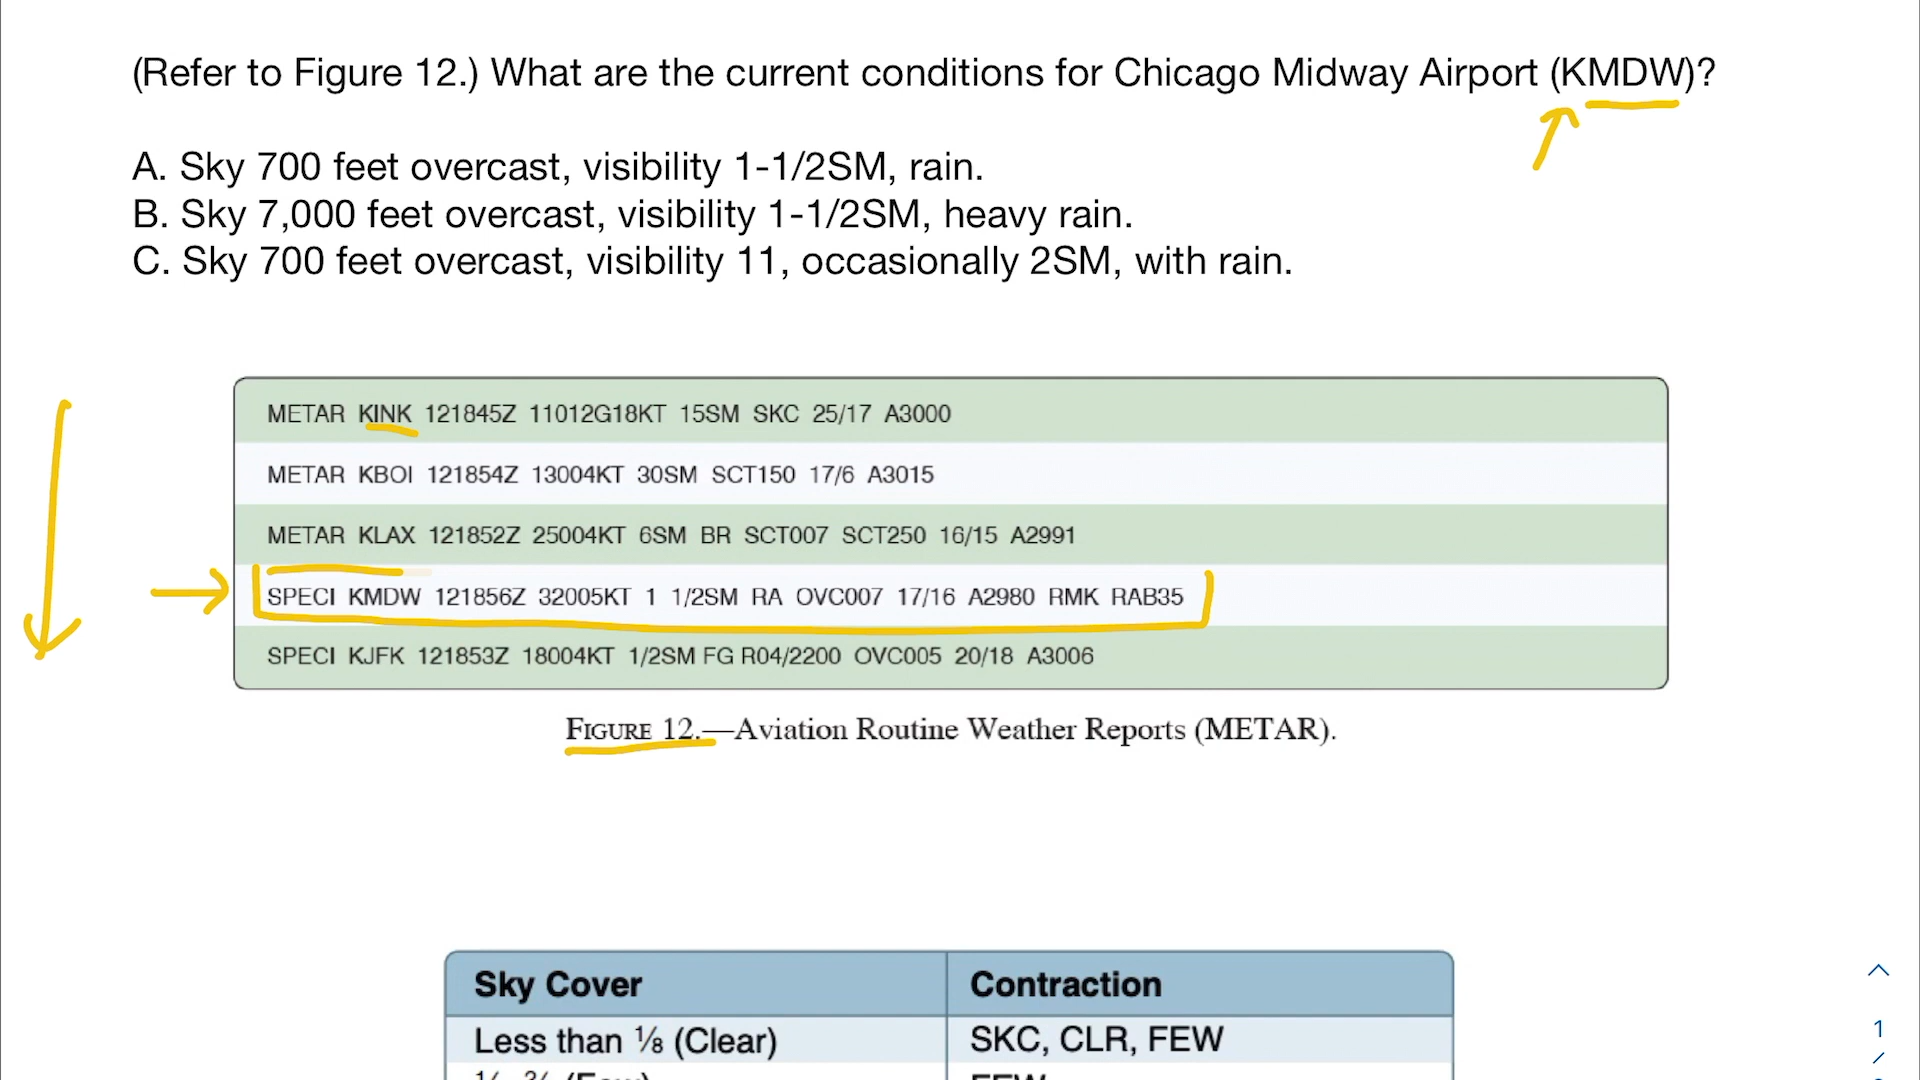 (Refer to Figure 12.) What are the current conditions for Chicago Midway Airport (KMDW)?
A. Sky 700 feet overcast, visibility 1-1/2SM, rain.
B. Sky 7,000 feet overcast, visibility 1-1/2SM, heavy rain.
C. Sky 700 feet overcast, visibility 11, occasionally 2SM, with rain.
METAR KINK 121845Z 11012G18KT 15SM SKC 25/17 A3000
METAR KBOI 121854Z 13004KT 30SM SCT150 17/6 A3015
METAR KLAX 121852Z 25004KT 6SM BR SCT007 SCT250 16/15 A2991
SPECI KMDW 121856Z 32005KT 1 1/2SM RA OVC007 17/16 A2980 RMK RAB35
SPECI KJFK 121853Z 18004KT 1/2SM FG R04/2200 OVC005 20/18 A3006
FIGURE 12.—Aviation Routine Weather Reports (METAR).
Sky Cover Contraction
Less than ⅛ (Clear) SKC, CLR, FEW
1
/